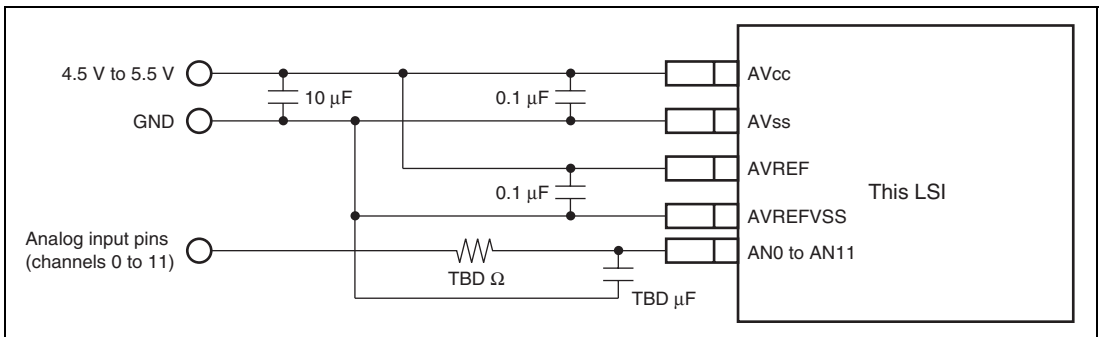 4.5 V to 5.5 V
10 μF
0.1 μF
AVcc
GND
AVss
AVREF
0.1 μF
This LSI
AVREFVSS
Analog input pins
(channels 0 to 11)
AN0 to AN11
TBD Ω
TBD μF